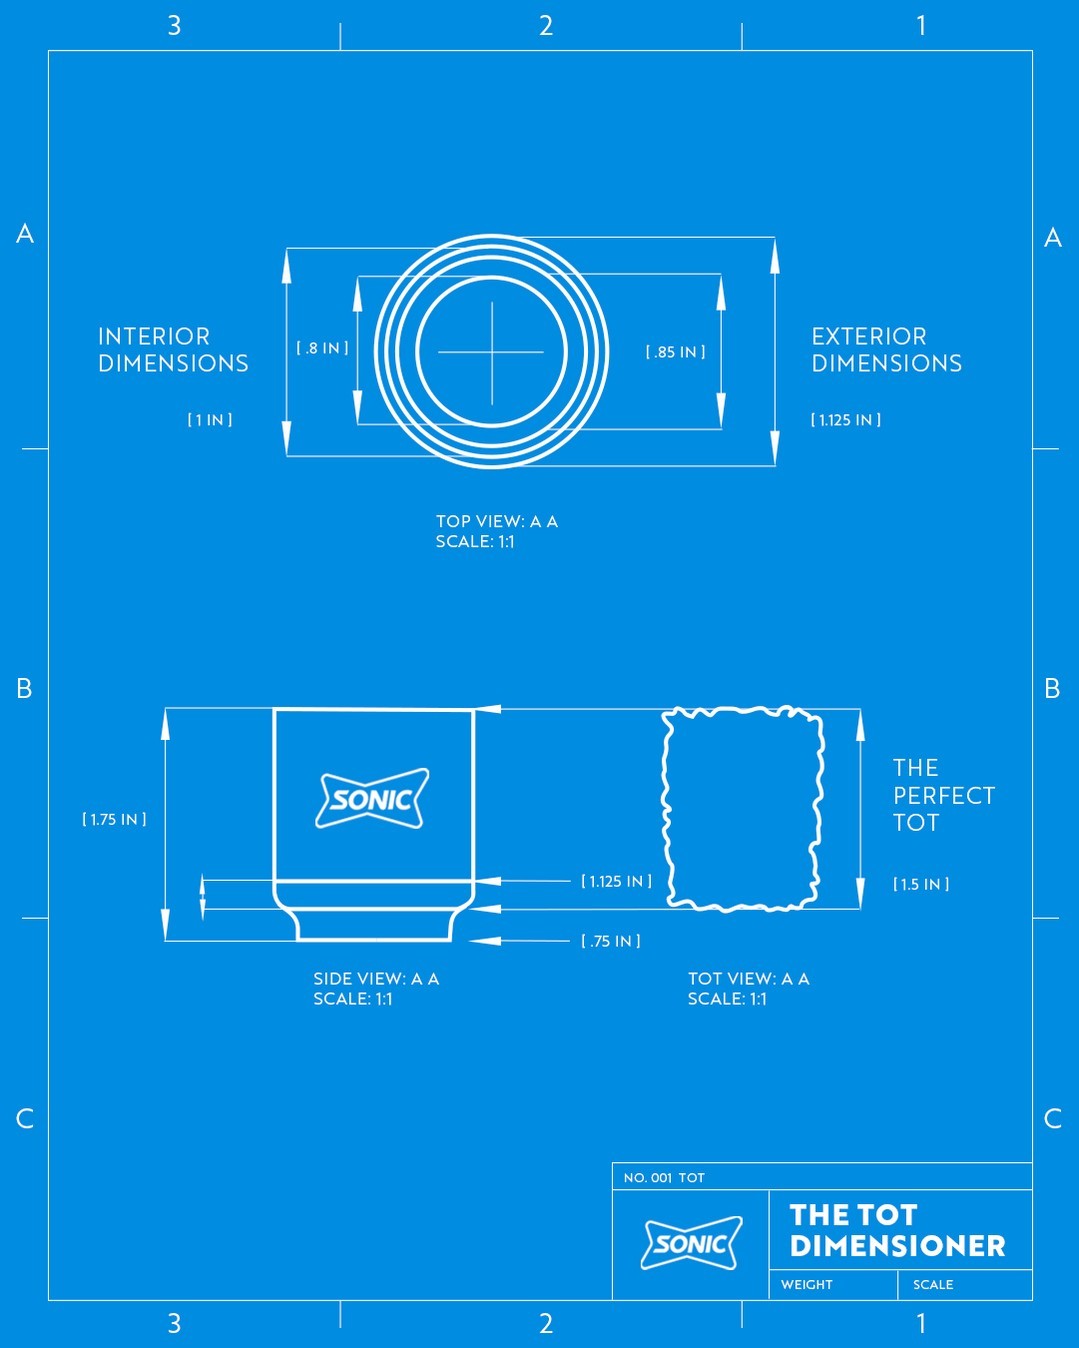 3 2 1
A A
INTERIOR
DIMENSIONS
[ 1 IN ]
[ .8 IN ]
[ .85 IN ]
EXTERIOR
DIMENSIONS
[ 1.125 IN ]
TOP VIEW: A A
SCALE: 1:1
B B
[ 1.75 IN ]
SONIC
[ 1.125 IN ]
[ .75 IN ]
THE
PERFECT
TOT
[ 1.5 IN ]
SIDE VIEW: A A
SCALE: 1:1
TOT VIEW: A A
SCALE: 1:1
C C
NO. 001 TOT
SONIC
THE TOT
DIMENSIONER
WEIGHT SCALE
3 2 1